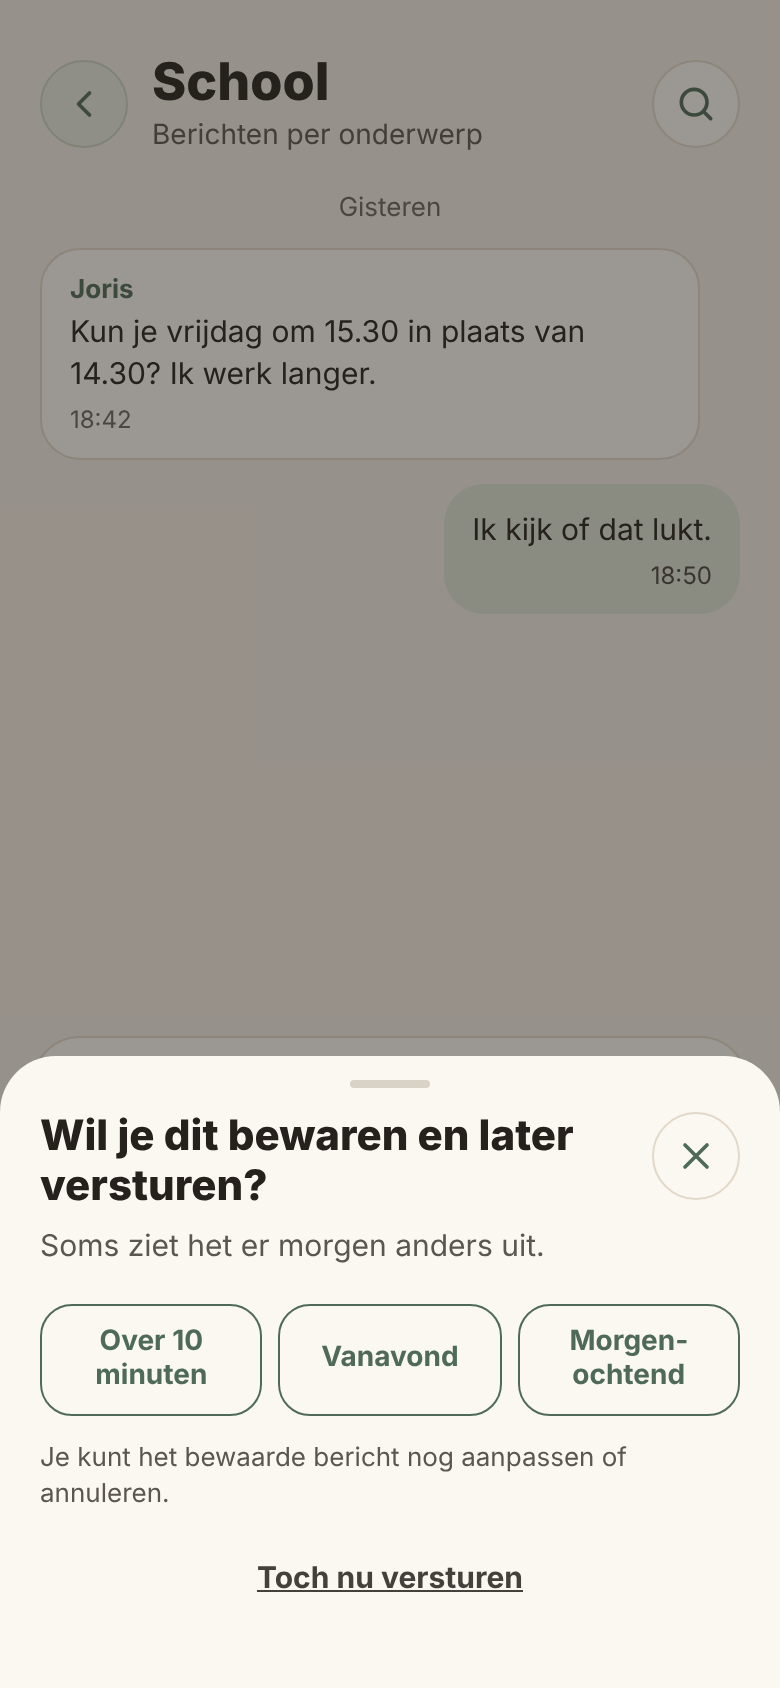 School
Berichten per onderwerp
Gisteren
Joris
Kun je vrijdag om 15.30 in plaats van
14.30? Ik werk langer.
18:42
Ik kijk of dat lukt.
18:50
Wil je dit bewaren en later
versturen?
Soms ziet het er morgen anders uit.
Over 10
minuten
Vanavond
Morgen-
ochtend
Je kunt het bewaarde bericht nog aanpassen of
annuleren.
Toch nu versturen